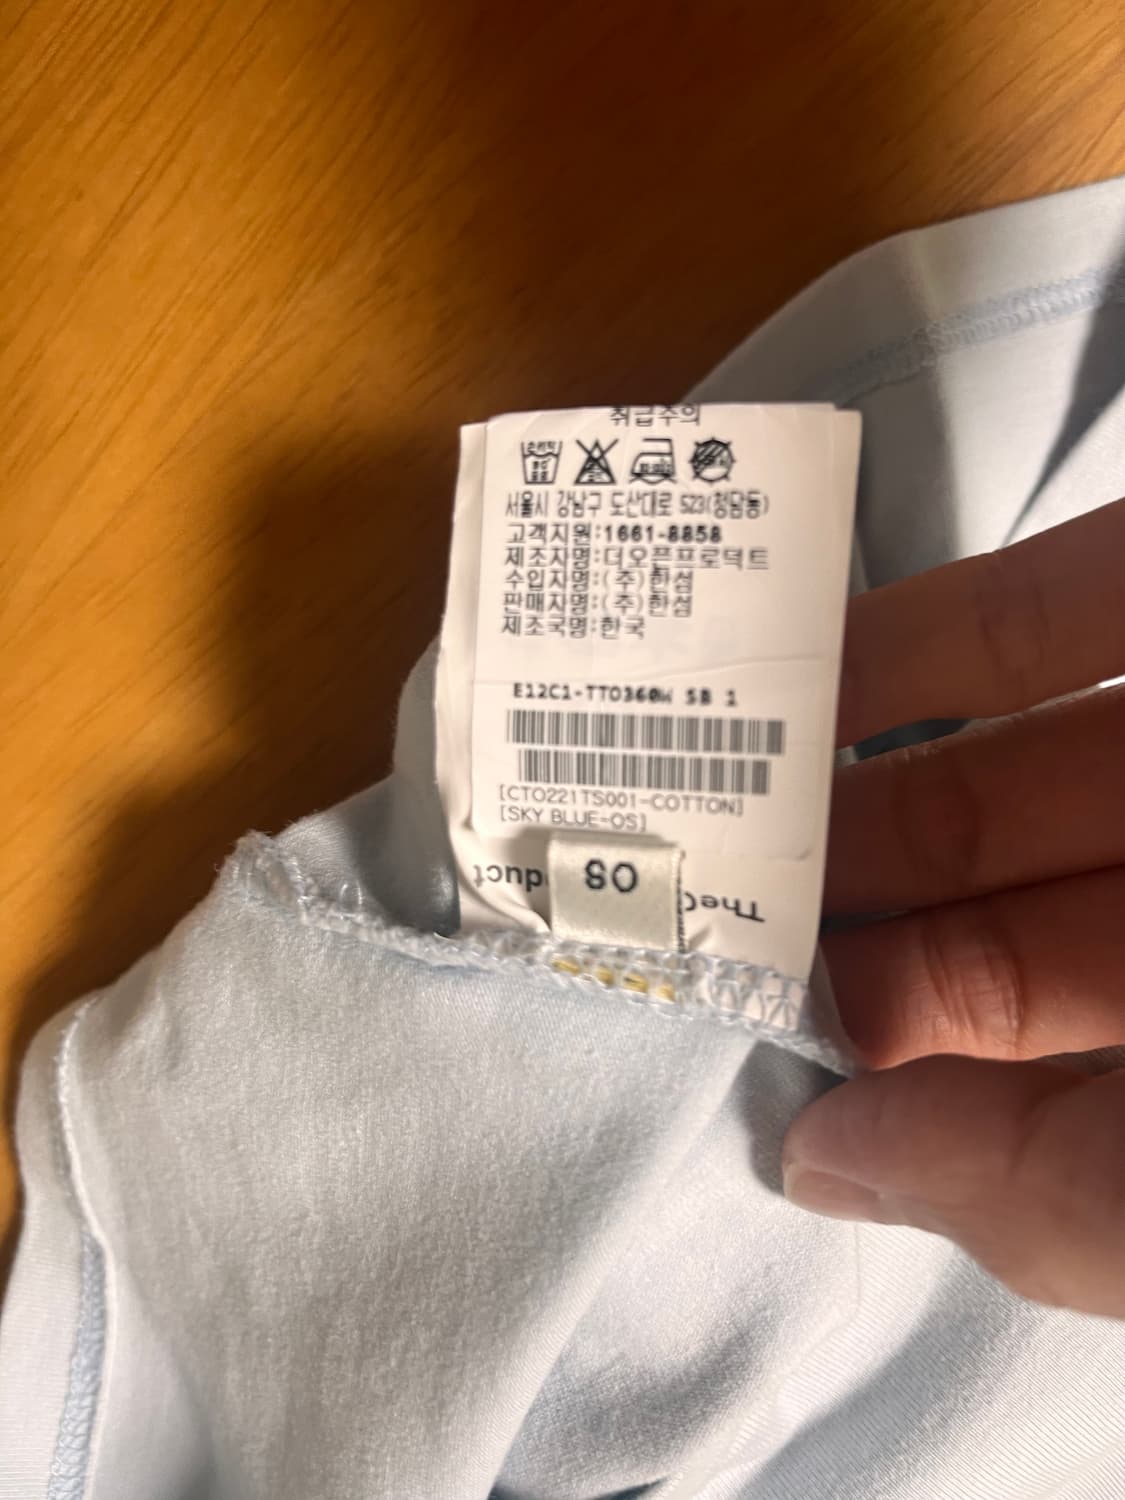 취급주의
서울시 강남구 도산대로 523(청담동)
고객지원:1661-8858
제조자명:더오픈프로덕트
수입자명:(주)한섬
판매자명:(주)한섬
제조국명:한국
E12C1-TTO360W SB 1
[CTO221TS001-COTTON]
[SKY BLUE-OS]
OS